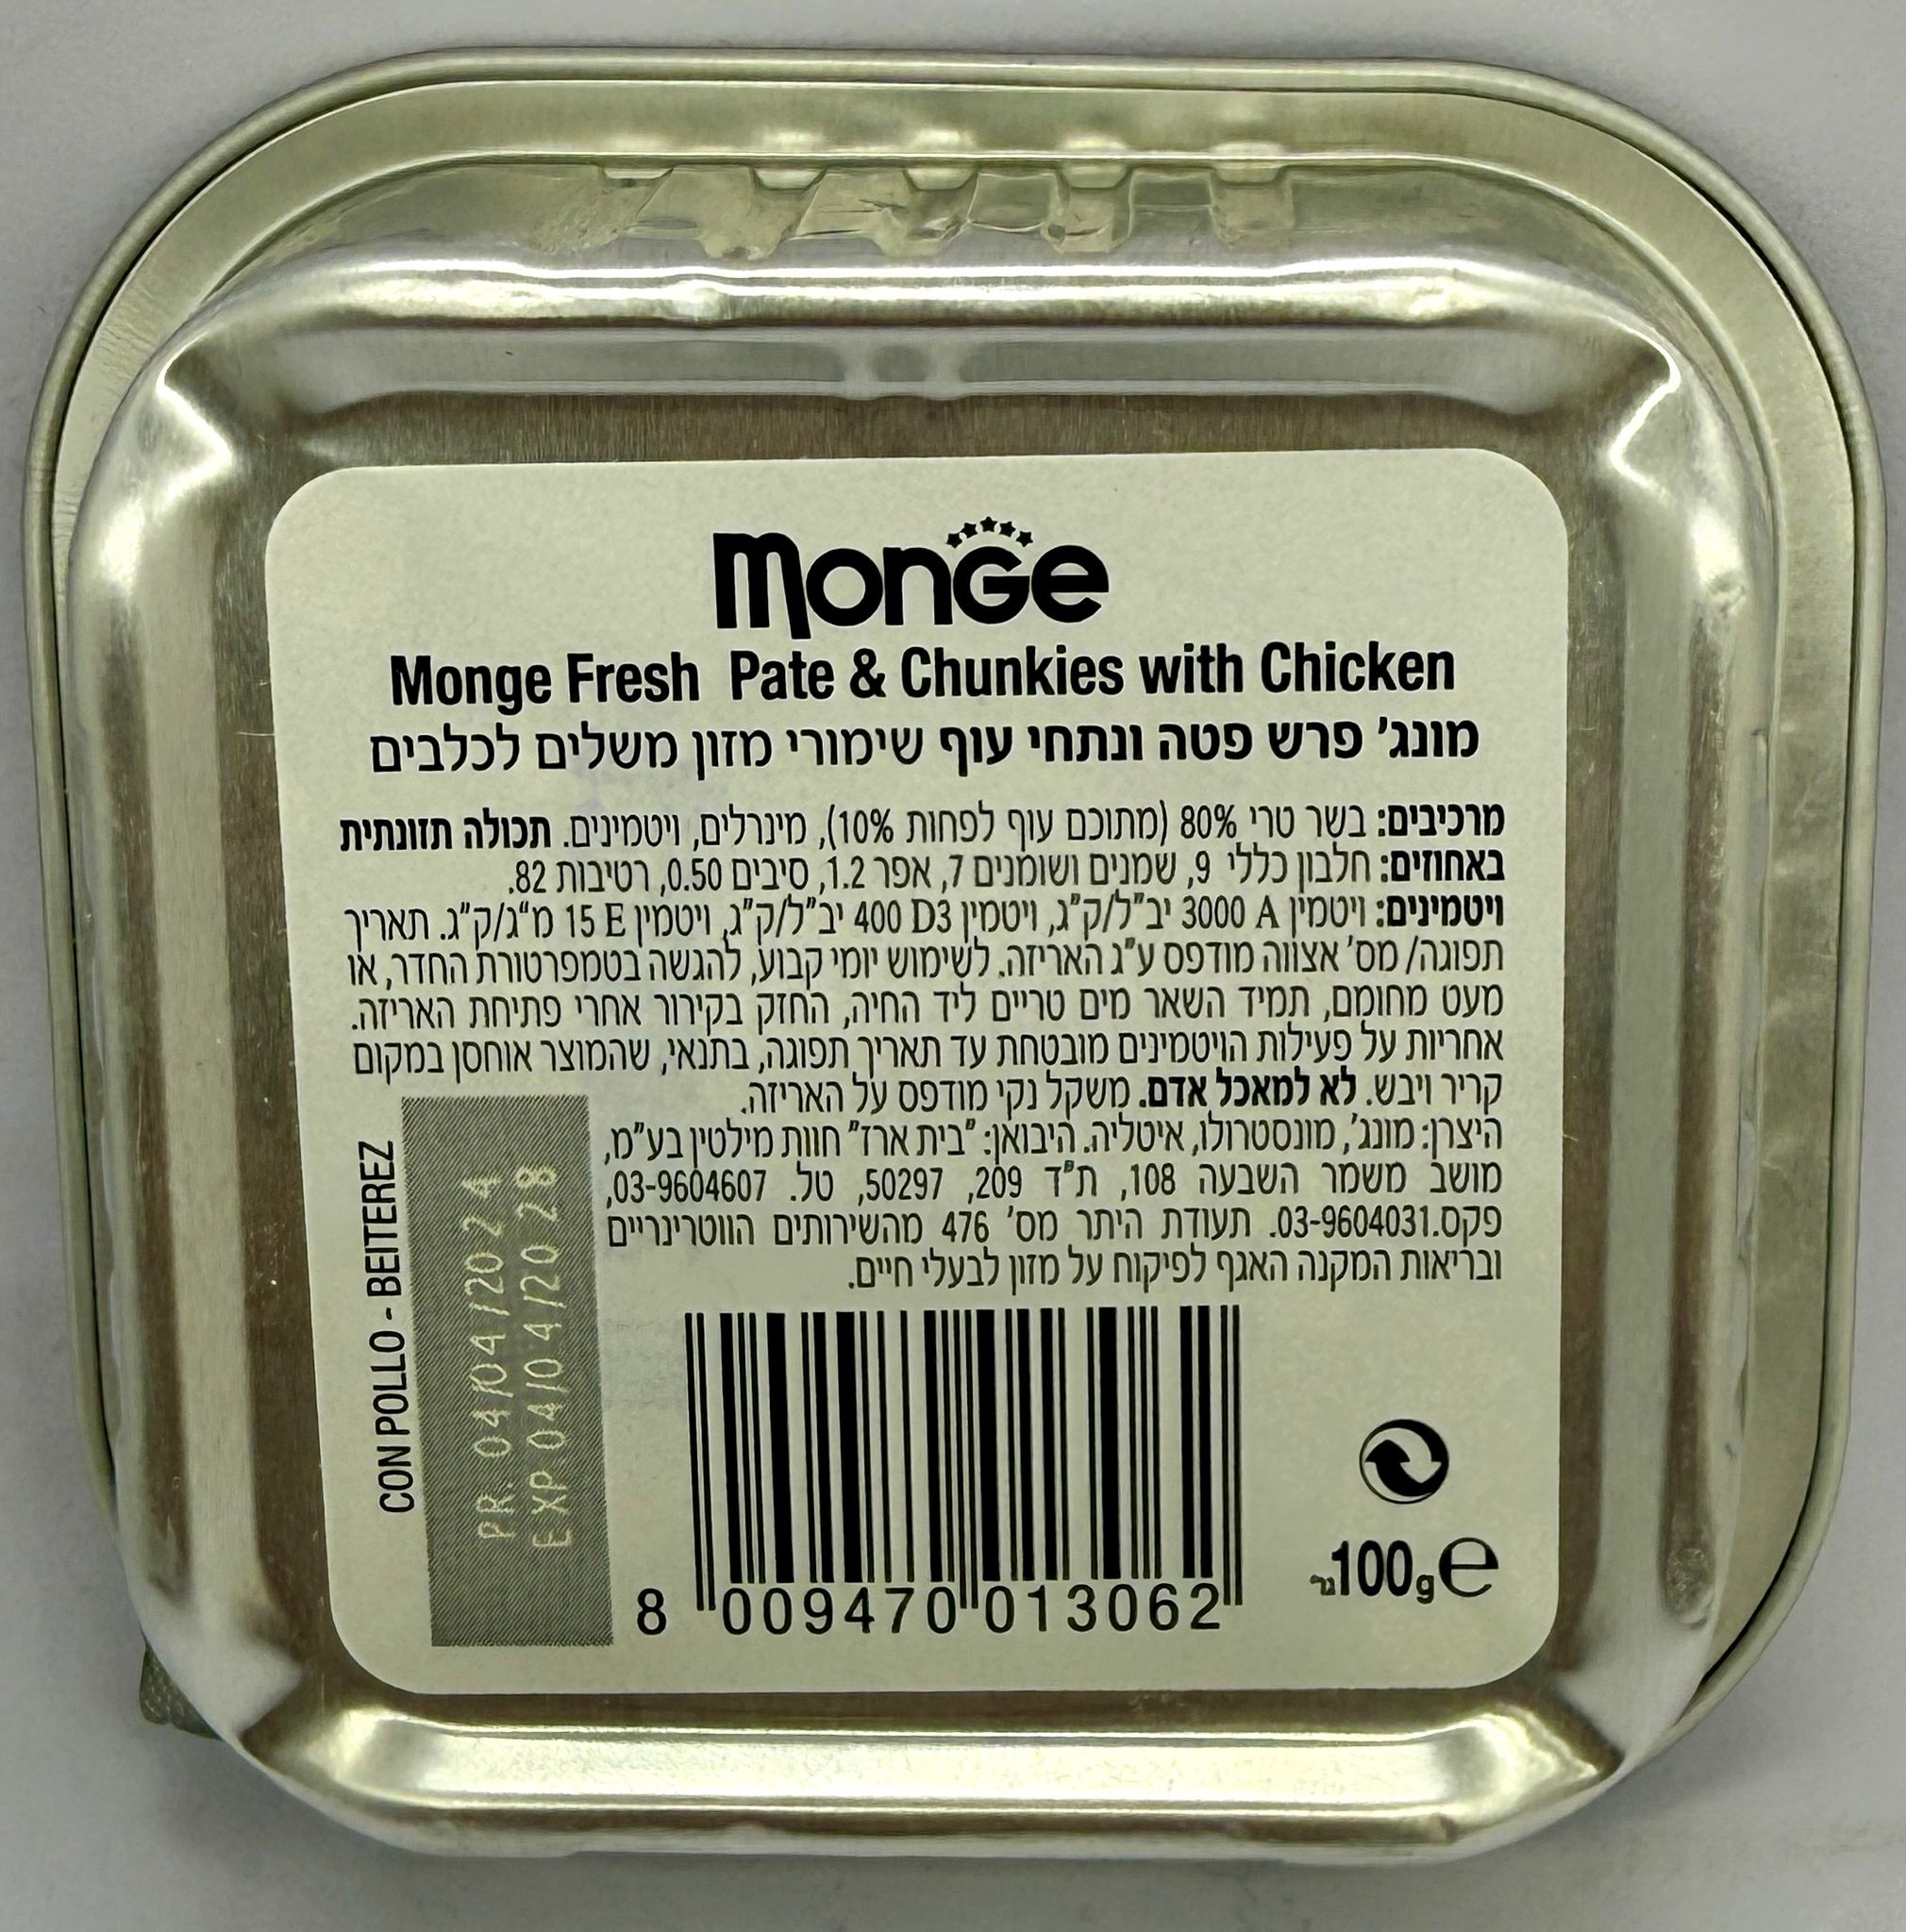 Monge
Monge Fresh Pate & Chunkies with Chicken
מונג' פרש פטה ונתחי עוף שימורי מזון משלים לכלבים
מרכיבים: בשר טרי 80% (מתוכם עוף לפחות 10%), מינרלים, ויטמינים. תכולה תזונתית
באחוזים: חלבון כללי 9, שמנים ושומנים 7, אפר 1.2, סיבים 0.50, רטיבות 82.
ויטמינים: ויטמין A 3000 יב"ל/ק"ג, ויטמין D3 400 יב"ל/ק"ג, ויטמין E 15 מ"ג/ק"ג. תאריך
תפוגה/ מס' אצווה מודפס ע"ג האריזה. לשימוש יומי קבוע, להגשה בטמפרטורת החדר, או
מעט מחומם, תמיד השאר מים טריים ליד החיה, החזק בקירור אחרי פתיחת האריזה.
אחריות על פעילות הויטמינים מובטחת עד תאריך תפוגה, בתנאי, שהמוצר אוחסן במקום
קריר ויבש. לא למאכל אדם. משקל נקי מודפס על האריזה.
היצרן: מונג', מונסטרולו, איטליה. היבואן: "בית ארז" חוות מילטין בע"מ,
מושב משמר השבעה 108, ת"ד 209, 50297, טל. 03-9604607,
פקס.03-9604031. תעודת היתר מס' 476 מהשירותים הווטרינריים
ובריאות המקנה האגף לפיקוח על מזון לבעלי חיים.
CON POLLO - BEITEREZ
PR. 04/04/2024
EXP 04/04/2028
8 009470 013062
100g e גר'